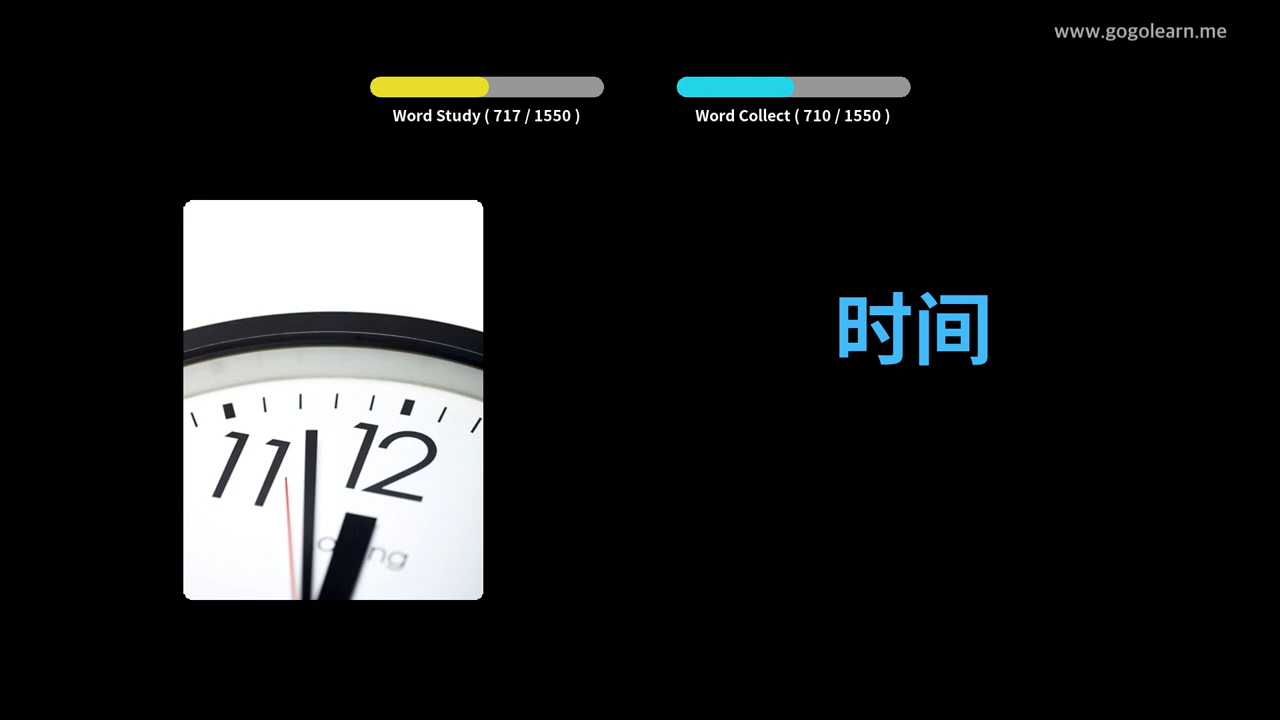 www.gogolearn.me
Word Study ( 717 / 1550 )
Word Collect ( 710 / 1550 )
时间
11
12